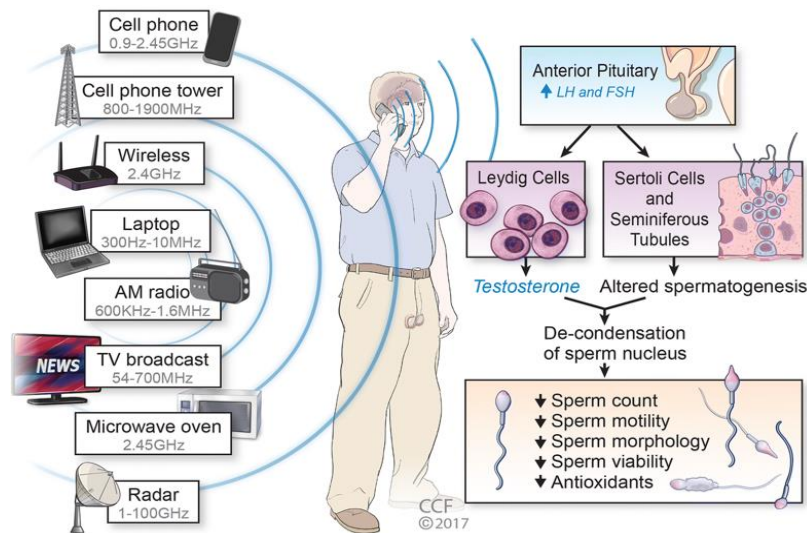 Cell phone
0.9-2.45GHz
Cell phone tower
800-1900MHz
Wireless
2.4GHz
Laptop
300Hz-10MHz
AM radio
600KHz-1.6MHz
NEWS
TV broadcast
54-700MHz
Microwave oven
2.45GHz
Radar
1-100GHz
Anterior Pituitary
↑ LH and FSH
Leydig Cells
Sertoli Cells
and
Seminiferous
Tubules
Testosterone
Altered spermatogenesis
De-condensation
of sperm nucleus
↓ Sperm count
↓ Sperm motility
↓ Sperm morphology
↓ Sperm viability
↓ Antioxidants
CCF
©2017